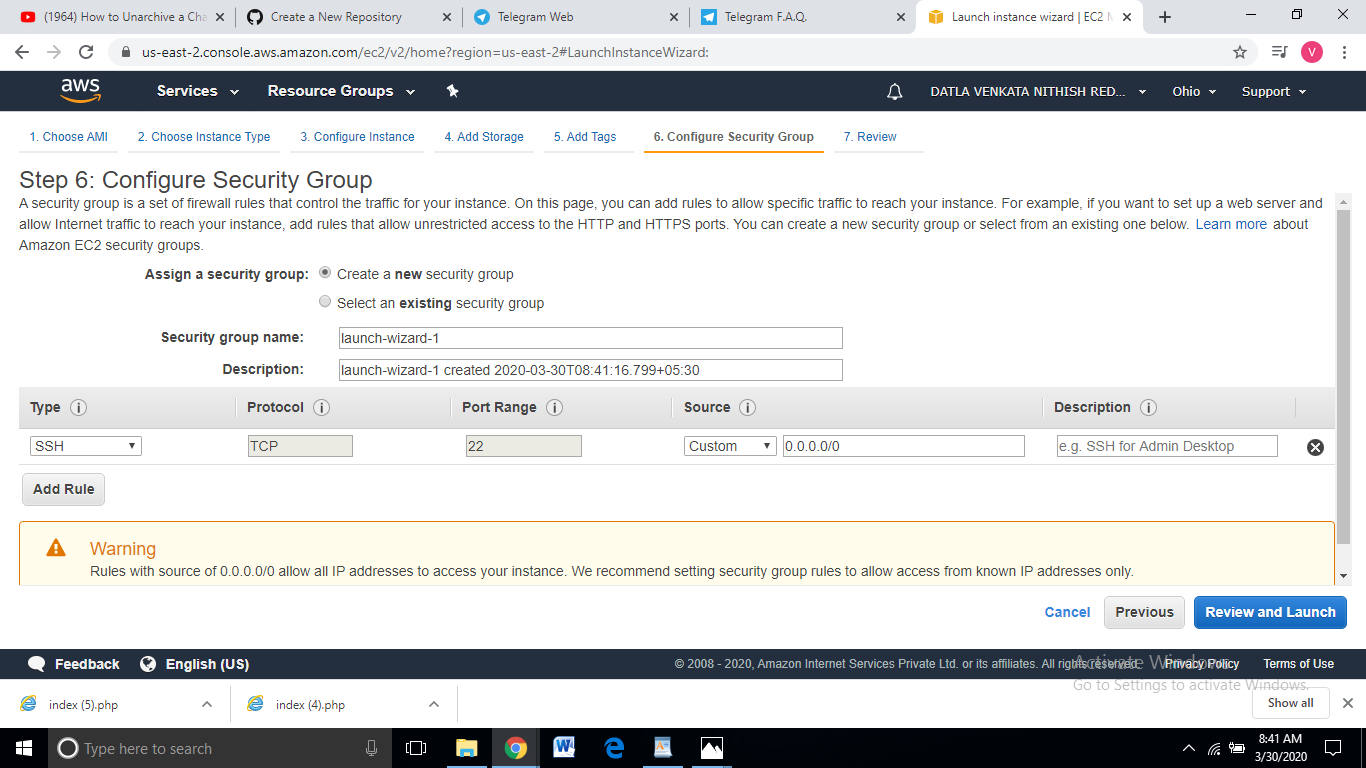 (1964) How to Unarchive a Cha
Create a New Repository
Telegram Web
Telegram F.A.Q.
Launch instance wizard | EC2 M
us-east-2.console.aws.amazon.com/ec2/v2/home?region=us-east-2#LaunchInstanceWizard:
V
aws
Services
Resource Groups
DATLA VENKATA NITHISH RED...
Ohio
Support
1. Choose AMI
2. Choose Instance Type
3. Configure Instance
4. Add Storage
5. Add Tags
6. Configure Security Group
7. Review
Step 6: Configure Security Group
A security group is a set of firewall rules that control the traffic for your instance. On this page, you can add rules to allow specific traffic to reach your instance. For example, if you want to set up a web server and
allow Internet traffic to reach your instance, add rules that allow unrestricted access to the HTTP and HTTPS ports. You can create a new security group or select from an existing one below. Learn more about
Amazon EC2 security groups.
Assign a security group: Create a new security group
Select an existing security group
Security group name: launch-wizard-1
Description: launch-wizard-1 created 2020-03-30T08:41:16.799+05:30
Type i Protocol i Port Range i Source i Description i
SSH TCP 22 Custom 0.0.0.0/0 e.g. SSH for Admin Desktop
Add Rule
Warning
Rules with source of 0.0.0.0/0 allow all IP addresses to access your instance. We recommend setting security group rules to allow access from known IP addresses only.
Cancel Previous Review and Launch
Feedback English (US) © 2008 - 2020, Amazon Internet Services Private Ltd. or its affiliates. All rights reserved. Privacy Policy Terms of Use
Activate Windows
Go to Settings to activate Windows.
index (5).php
index (4).php
Show all
Type here to search
8:41 AM
3/30/2020